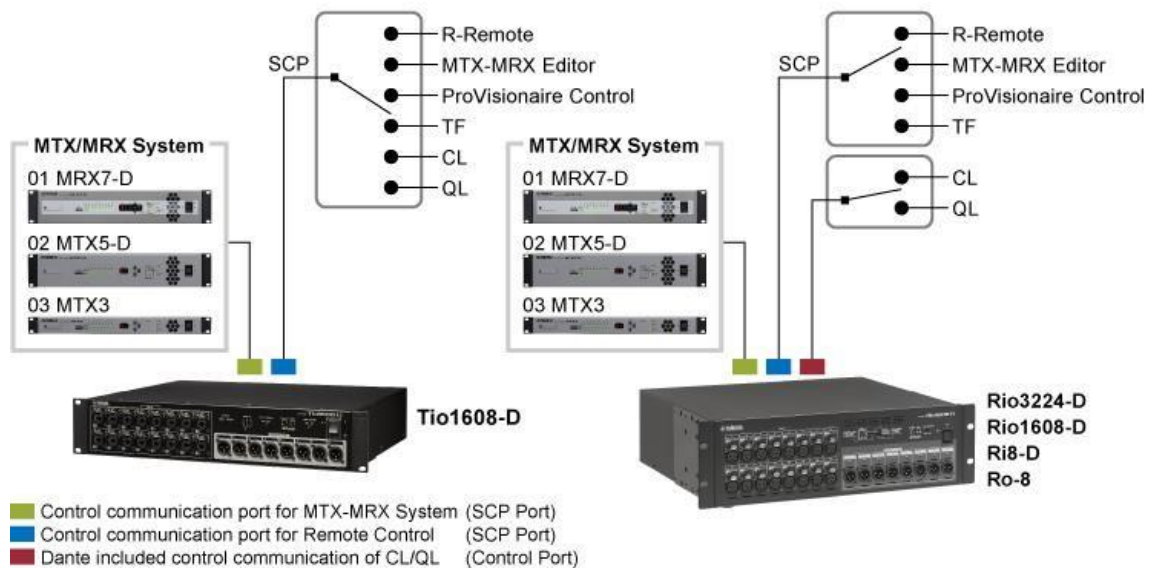 R-Remote
SCP
MTX-MRX Editor
ProVisionaire Control
TF
CL
QL
MTX/MRX System
01 MRX7-D
02 MTX5-D
03 MTX3
Tio1608-D
R-Remote
SCP
MTX-MRX Editor
ProVisionaire Control
TF
CL
QL
MTX/MRX System
01 MRX7-D
02 MTX5-D
03 MTX3
Rio3224-D
Rio1608-D
Ri8-D
Ro-8
Control communication port for MTX-MRX System (SCP Port)
Control communication port for Remote Control (SCP Port)
Dante included control communication of CL/QL (Control Port)